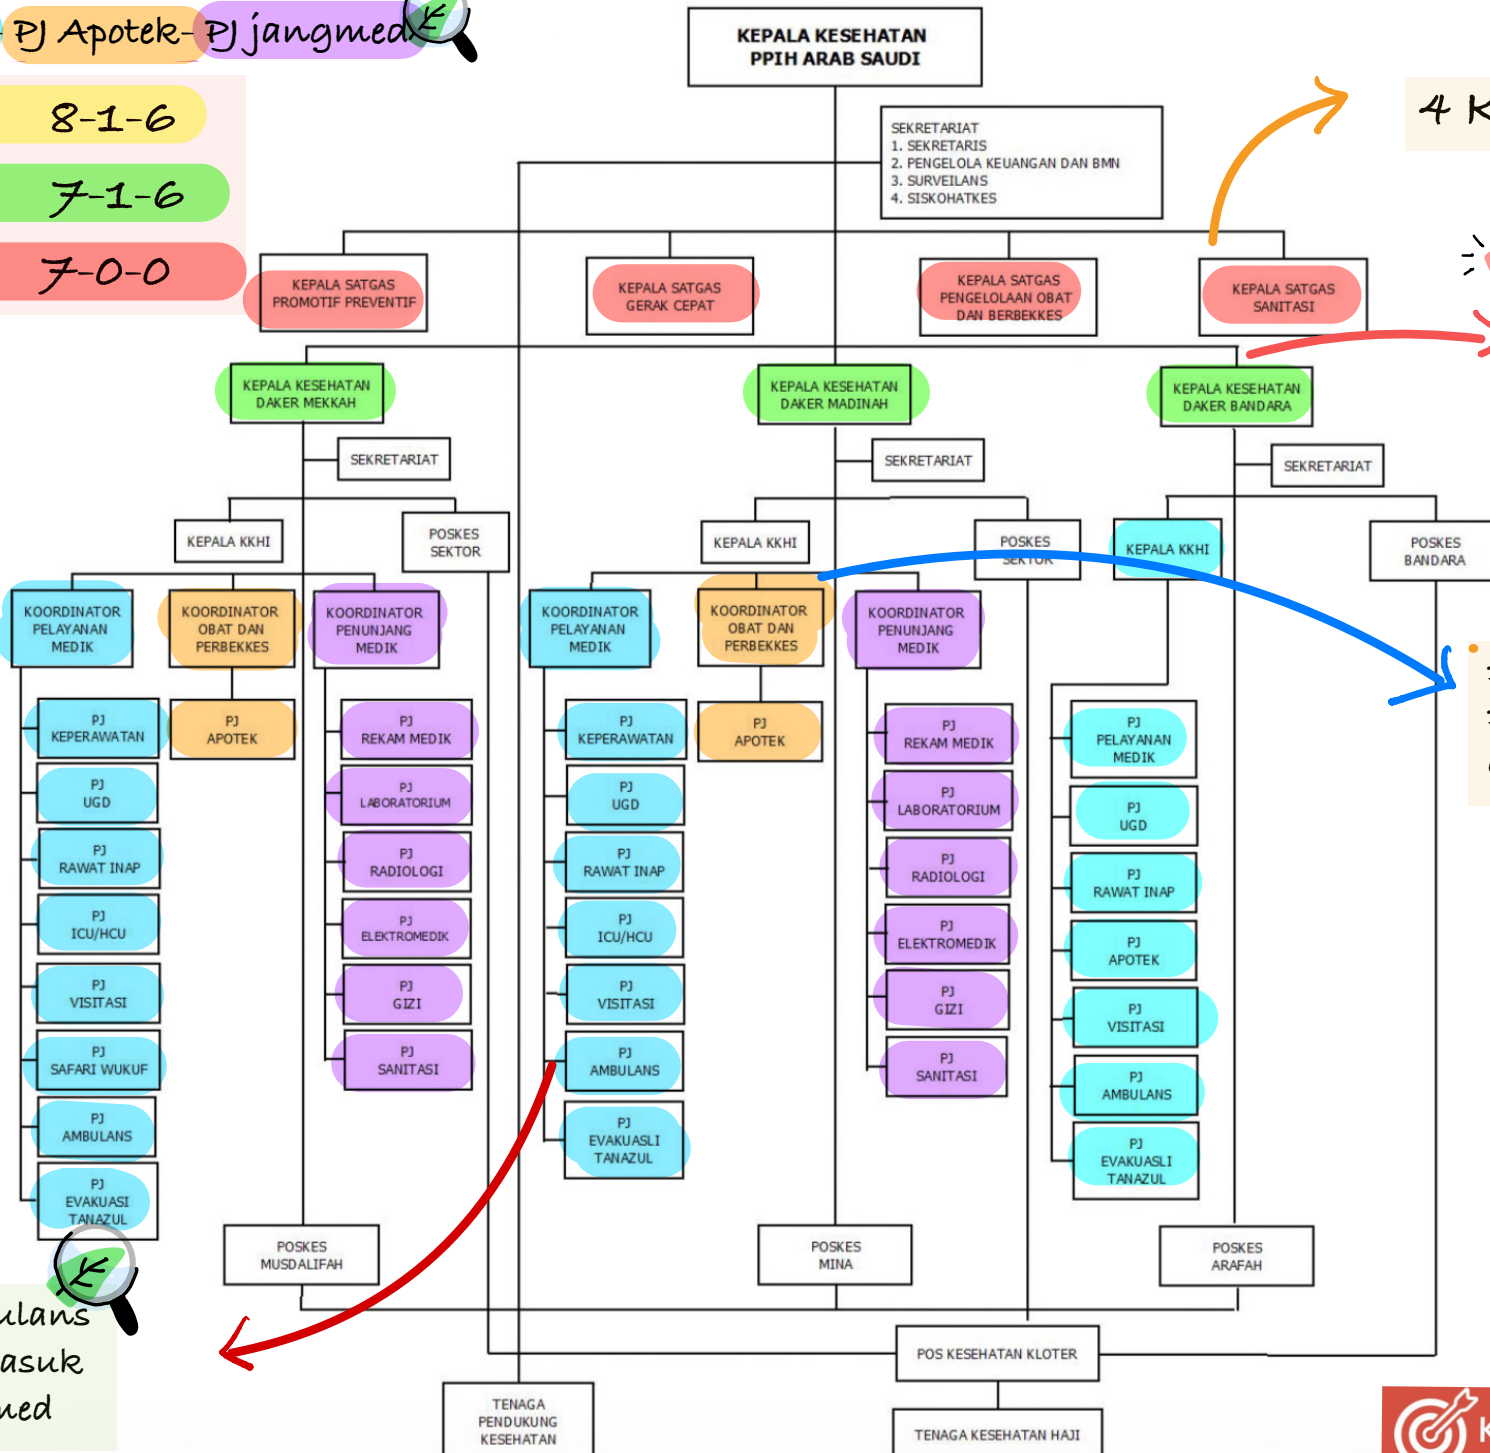 PJ Apotek- PJ jangmed
8-1-6
7-1-6
7-0-0
KEPALA KESEHATAN
PPIH ARAB SAUDI
SEKRETARIAT
1. SEKRETARIS
2. PENGELOLA KEUANGAN DAN BMN
3. SURVEILANS
4. SISKOHATKES
4 K
KEPALA SATGAS
PROMOTIF PREVENTIF
KEPALA SATGAS
GERAK CEPAT
KEPALA SATGAS
PENGELOLAAN OBAT
DAN BERBEKKES
KEPALA SATGAS
SANITASI
KEPALA KESEHATAN
DAKER MEKKAH
KEPALA KESEHATAN
DAKER MADINAH
KEPALA KESEHATAN
DAKER BANDARA
SEKRETARIAT
SEKRETARIAT
SEKRETARIAT
KEPALA KKHI
POSKES
SEKTOR
KEPALA KKHI
POSKES
SEKTOR
KEPALA KKHI
POSKES
BANDARA
KOORDINATOR
PELAYANAN
MEDIK
KOORDINATOR
OBAT DAN
PERBEKKES
KOORDINATOR
PENUNJANG
MEDIK
KOORDINATOR
PELAYANAN
MEDIK
KOORDINATOR
OBAT DAN
PERBEKKES
KOORDINATOR
PENUNJANG
MEDIK
PJ
KEPERAWATAN
PJ
UGD
PJ
RAWAT INAP
PJ
ICU/HCU
PJ
VISITASI
PJ
SAFARI WUKUF
PJ
AMBULANS
PJ
EVAKUASI
TANAZUL
PJ
APOTEK
PJ
REKAM MEDIK
PJ
LABORATORIUM
PJ
RADIOLOGI
PJ
ELEKTROMEDIK
PJ
GIZI
PJ
SANITASI
PJ
KEPERAWATAN
PJ
UGD
PJ
RAWAT INAP
PJ
ICU/HCU
PJ
VISITASI
PJ
AMBULANS
PJ
EVAKUASLI
TANAZUL
PJ
APOTEK
PJ
REKAM MEDIK
PJ
LABORATORIUM
PJ
RADIOLOGI
PJ
ELEKTROMEDIK
PJ
GIZI
PJ
SANITASI
PJ
PELAYANAN
MEDIK
PJ
UGD
PJ
RAWAT INAP
PJ
APOTEK
PJ
VISITASI
PJ
AMBULANS
PJ
EVAKUASLI
TANAZUL
POSKES
MUSDALIFAH
POSKES
MINA
POSKES
ARAFAH
ulans
asuk
med
POS KESEHATAN KLOTER
TENAGA
PENDUKUNG
KESEHATAN
TENAGA KESEHATAN HAJI
K